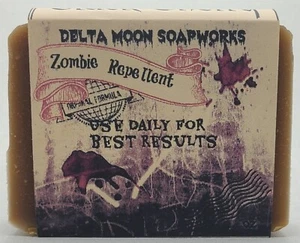 DELTA MOON SOAPWORKS
Zombie Repellent
ORIGINAL FORMULA
USE DAILY FOR
BEST RESULTS